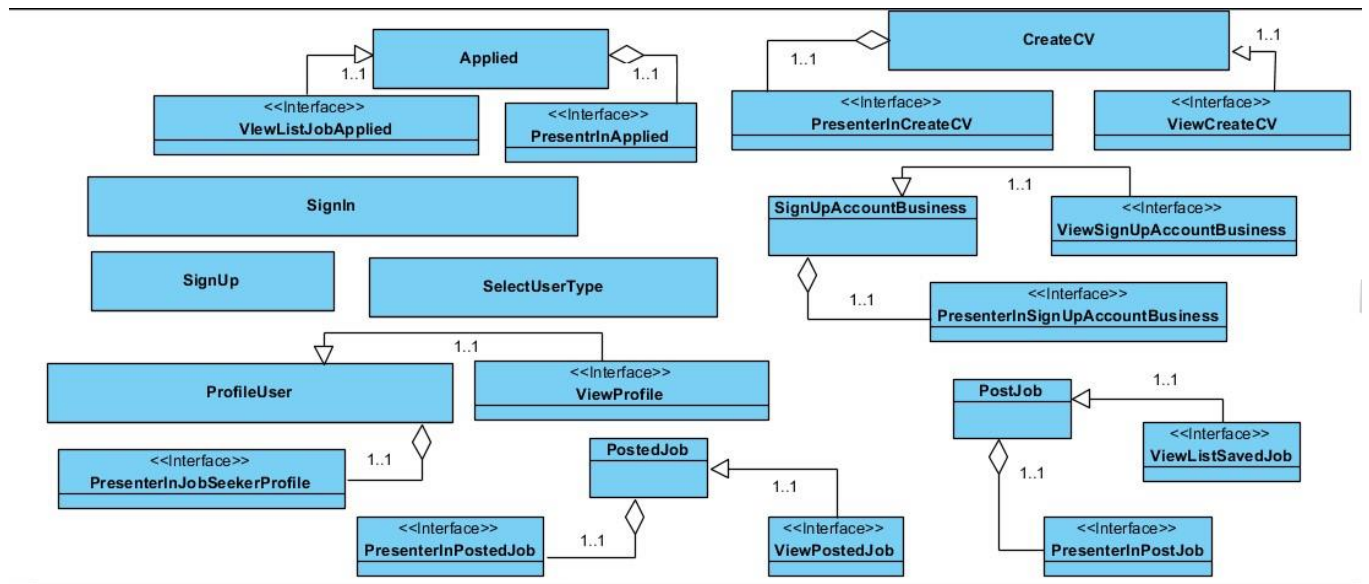 Applied
1..1
1..1
<<Interface>>
VIewListJobApplied
<<Interface>>
PresentrInApplied
CreateCV
1..1
1..1
<<Interface>>
PresenterInCreateCV
<<Interface>>
ViewCreateCV
SignIn
SignUp
SelectUserType
SignUpAccountBusiness
1..1
<<Interface>>
ViewSignUpAccountBusiness
1..1
<<Interface>>
PresenterInSignUpAccountBusiness
1..1
ProfileUser
<<Interface>>
ViewProfile
1..1
<<Interface>>
PresenterInJobSeekerProfile
PostedJob
1..1
1..1
<<Interface>>
PresenterInPostedJob
<<Interface>>
ViewPostedJob
PostJob
1..1
<<Interface>>
ViewListSavedJob
1..1
<<Interface>>
PresenterInPostJob